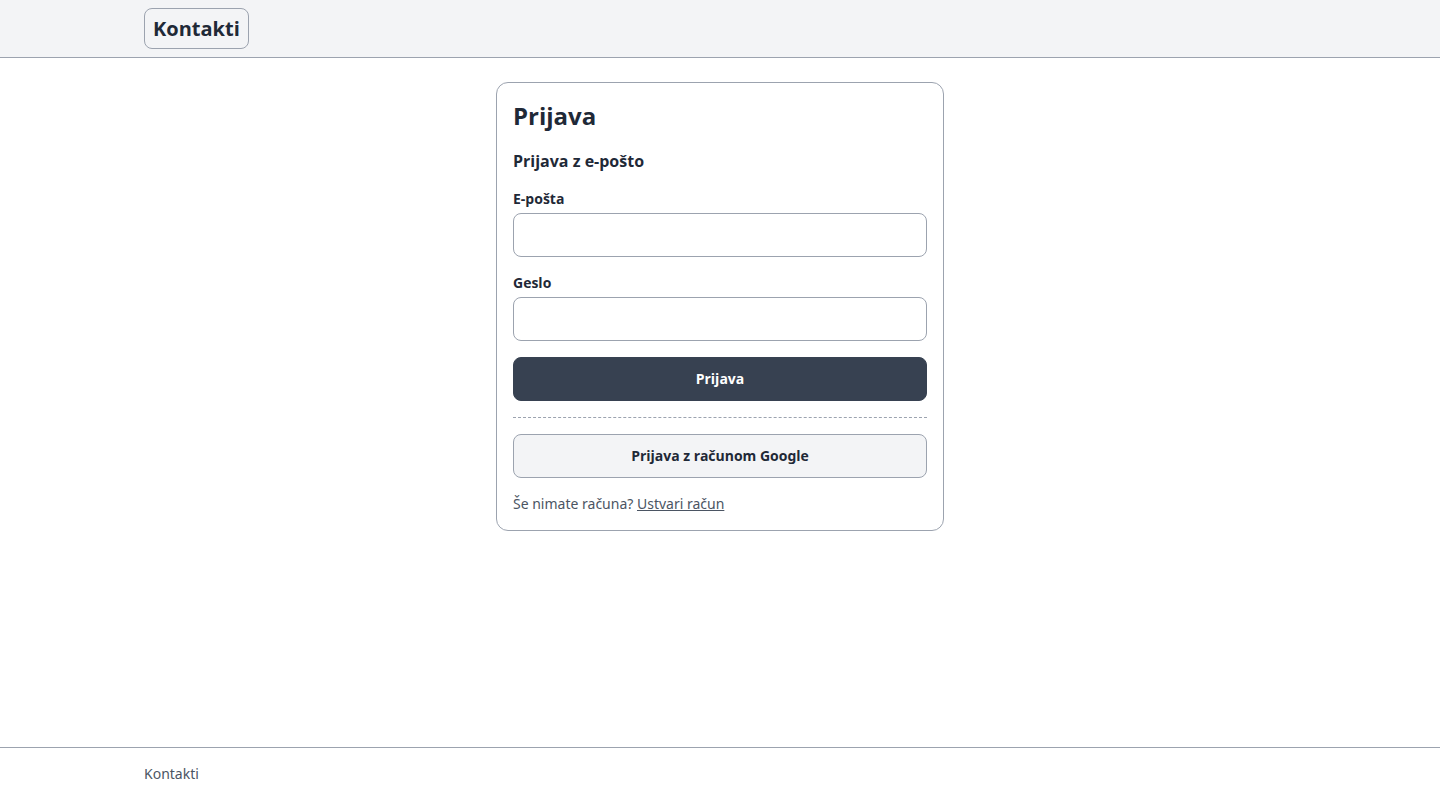 Kontakti
Prijava
Prijava z e-pošto
E-pošta
Geslo
Prijava
Prijava z računom Google
Še nimate računa? Ustvari račun
Kontakti